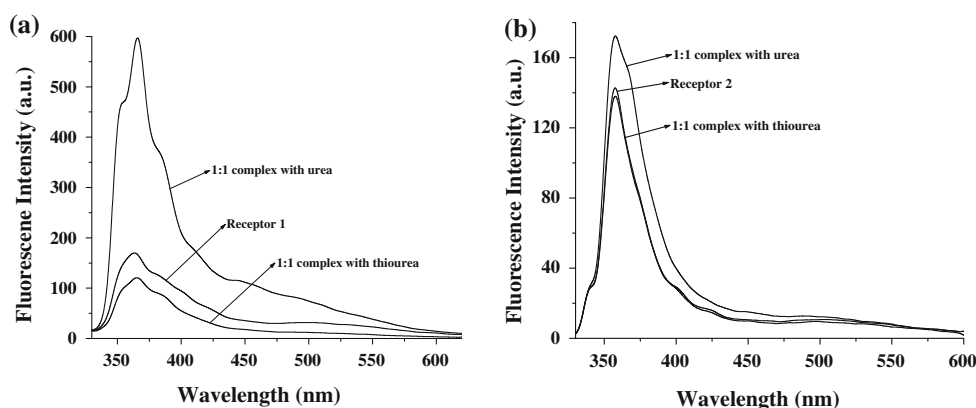 (a)
600
500
400
300
200
100
0
Fluorescene Intensity (a.u.)
1:1 complex with urea
Receptor 1
1:1 complex with thiourea
350 400 450 500 550 600
Wavelength (nm)
(b)
160
120
80
40
0
Fluorescence Intensity (a.u.)
1:1 complex with urea
Receptor 2
1:1 complex with thiourea
350 400 450 500 550 600
Wavelength (nm)